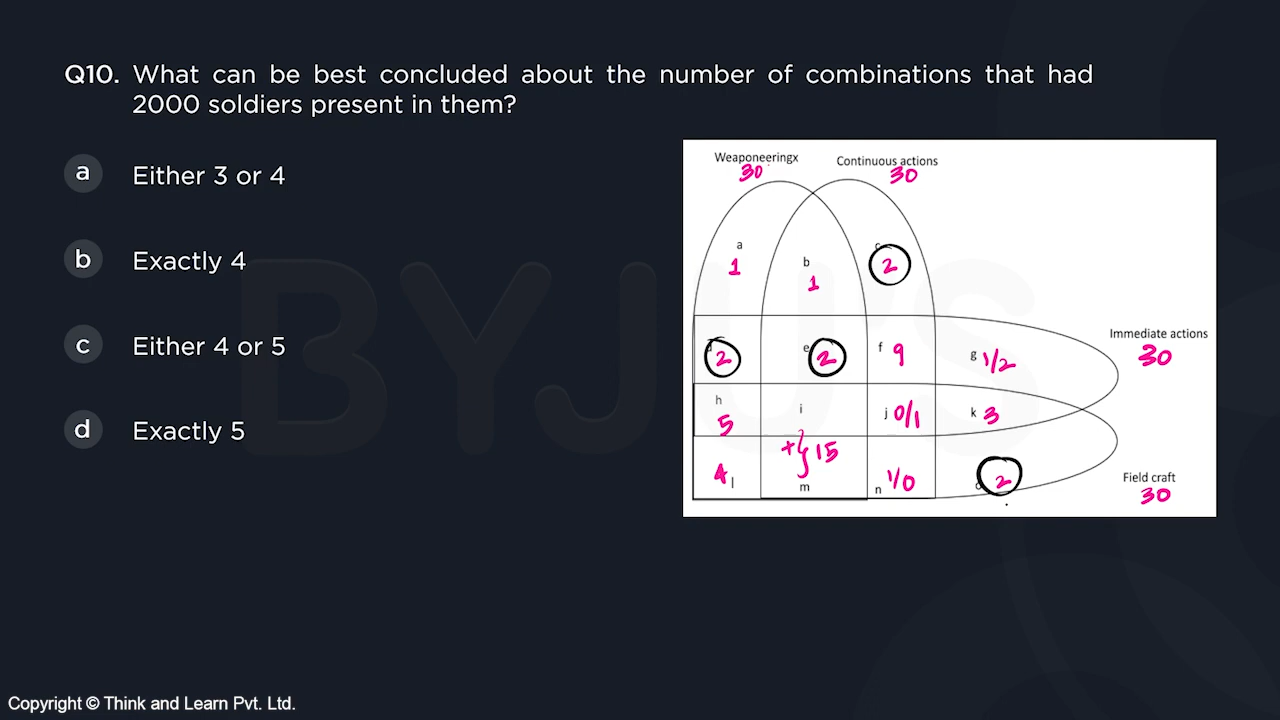 Q10. What can be best concluded about the number of combinations that had
2000 soldiers present in them?
a Either 3 or 4
b Exactly 4
c Either 4 or 5
d Exactly 5
BYJU'S
Weaponeeringx Continuous actions
30 30
a b c
1 1 2
Immediate actions
30
e f g
2 2 9 1/2
h i j k
5 0/1 3
+ 15
4 l m n 1/0 2
Field craft
30
Copyright © Think and Learn Pvt. Ltd.